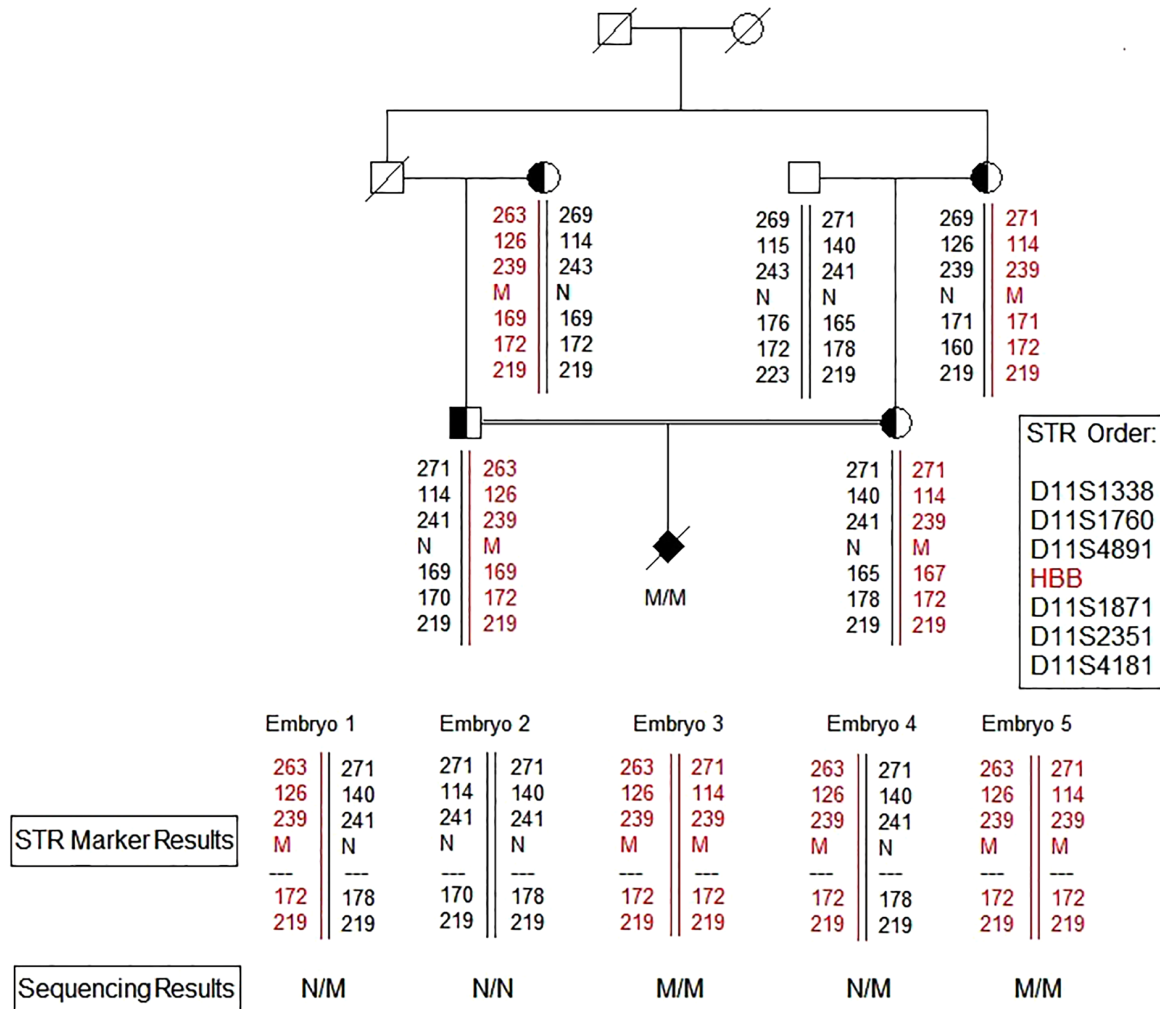 263 269
126 114
239 243
M N
169 169
172 172
219 219
269 271
115 140
243 241
N N
176 165
172 178
223 219
269 271
126 114
239 239
N M
171 171
160 172
219 219
271 263
114 126
241 239
N M
169 169
170 172
219 219
M/M
271 271
140 114
241 239
N M
165 167
178 172
219 219
STR Order:
D11S1338
D11S1760
D11S4891
HBB
D11S1871
D11S2351
D11S4181
Embryo 1 Embryo 2 Embryo 3 Embryo 4 Embryo 5
STR Marker Results
263 271 271 271 263 271 263 271 263 271
126 140 114 140 126 114 126 140 126 114
239 241 241 241 239 239 239 241 239 239
M N N N M M M N M M
--- --- --- --- --- --- --- --- --- ---
172 178 170 178 172 172 172 178 172 172
219 219 219 219 219 219 219 219 219 219
Sequencing Results N/M N/N M/M N/M M/M